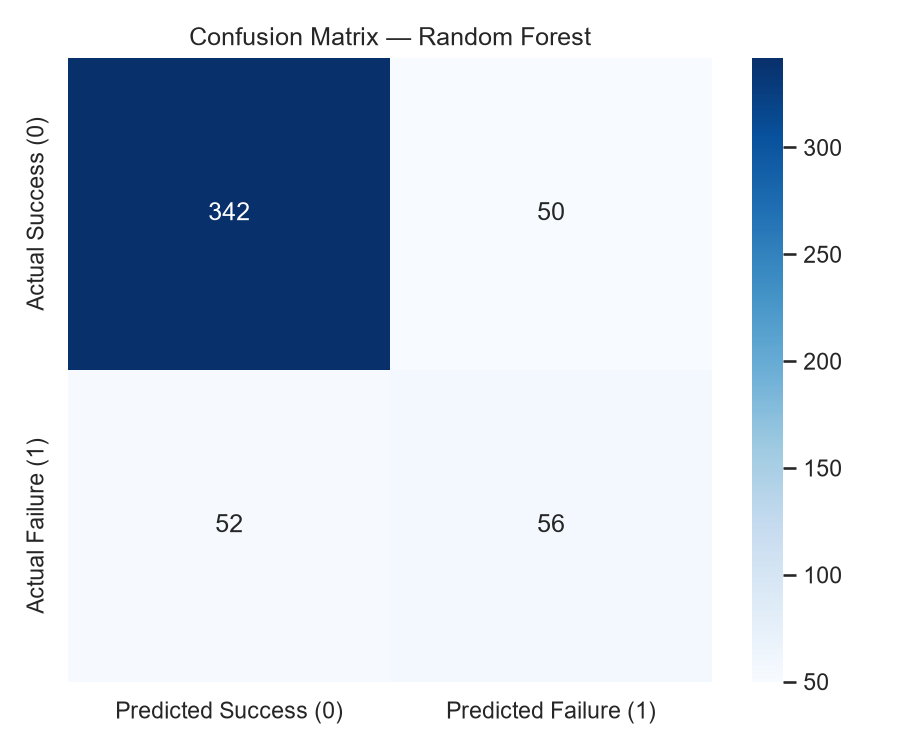 Confusion Matrix — Random Forest
Actual Success (0)
342
50
Actual Failure (1)
52
56
Predicted Success (0)
Predicted Failure (1)
300
250
200
150
100
50